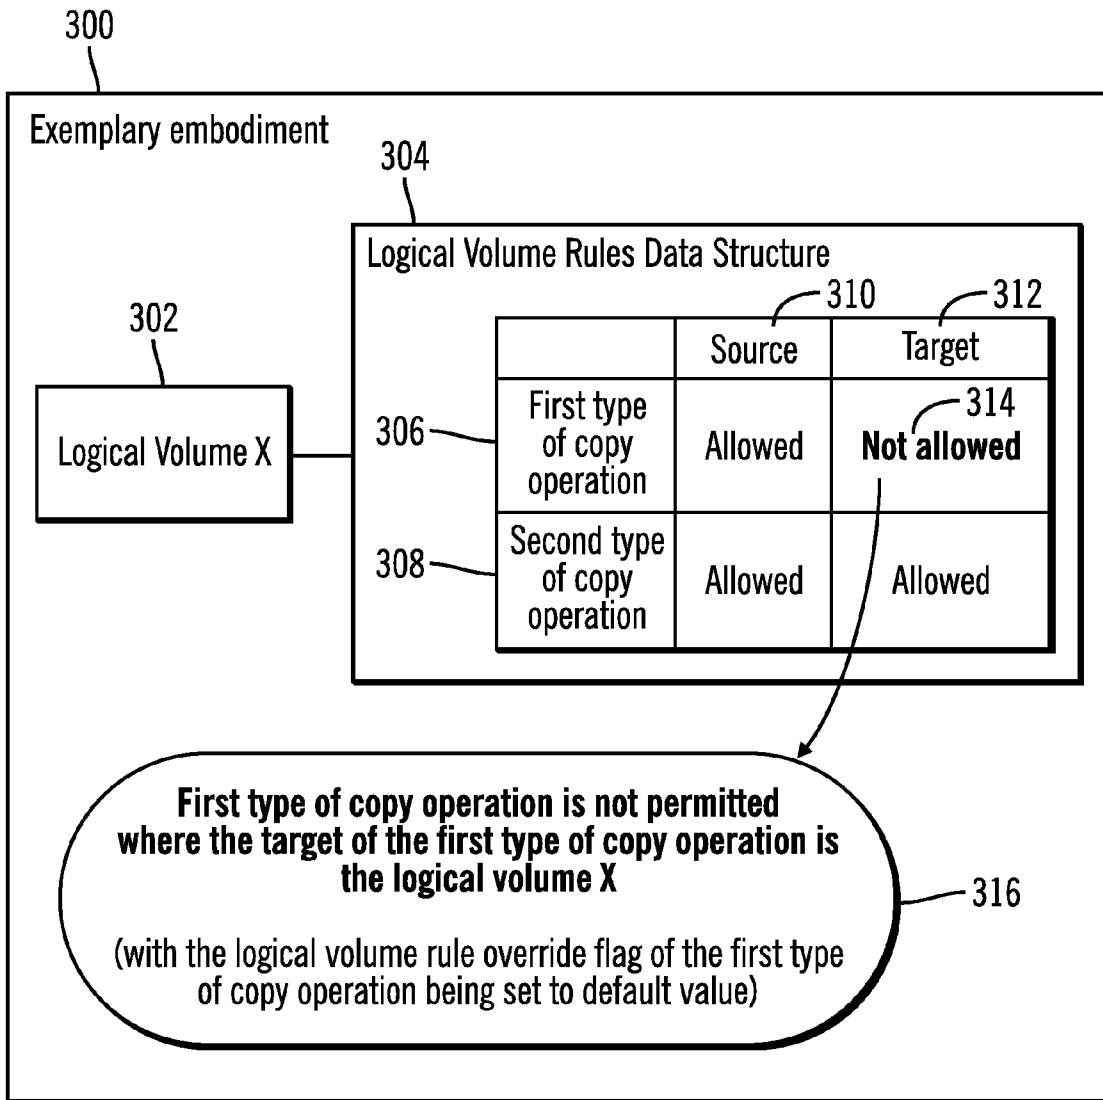 300
Exemplary embodiment
304
Logical Volume Rules Data Structure
310
312
302
Source
Target
Logical Volume X
306
First type
of copy
operation
Allowed
314
Not allowed
308
Second type
of copy
operation
Allowed
Allowed
First type of copy operation is not permitted
where the target of the first type of copy operation is
the logical volume X
316
(with the logical volume rule override flag of the first type
of copy operation being set to default value)